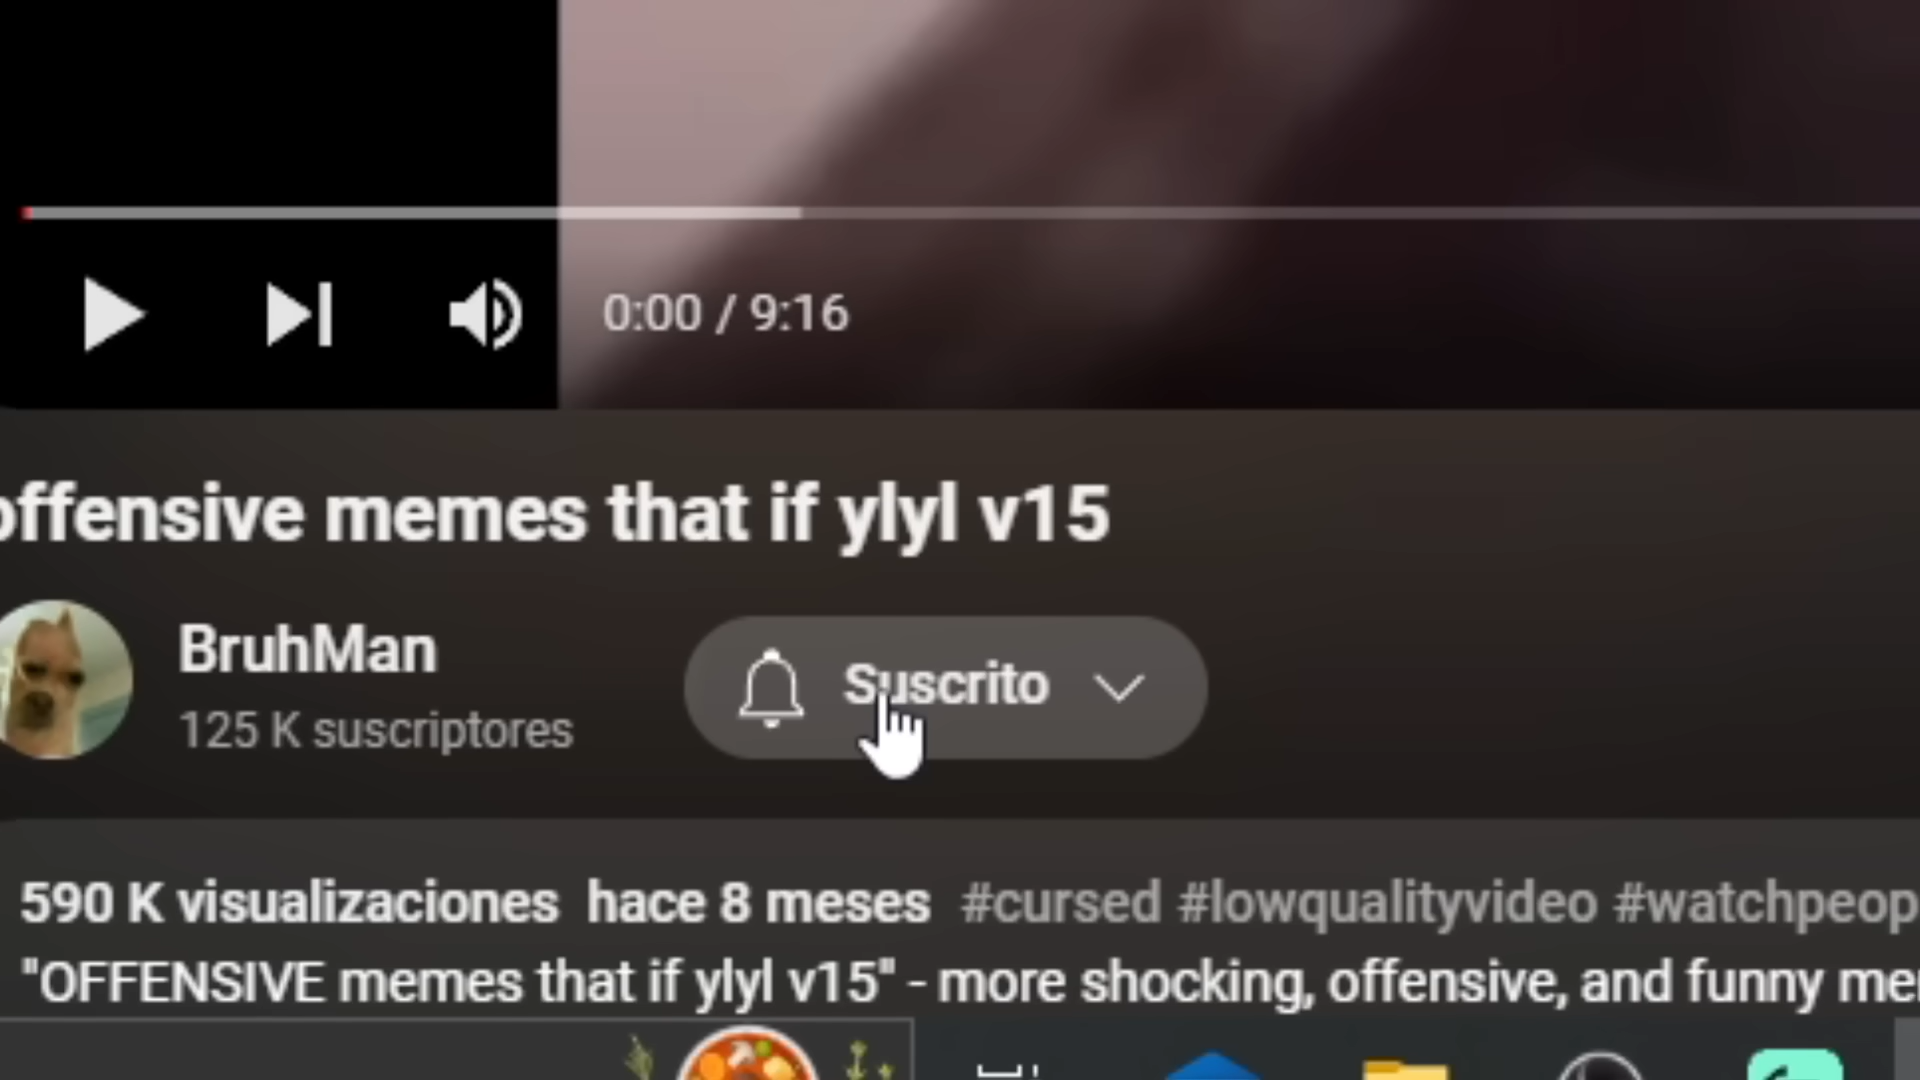 0:00 / 9:16
offensive memes that if ylyl v15
BruhMan
125 K suscriptores
Suscrito
590 K visualizaciones hace 8 meses #cursed #lowqualityvideo #watchpeop
"OFFENSIVE memes that if ylyl v15" - more shocking, offensive, and funny